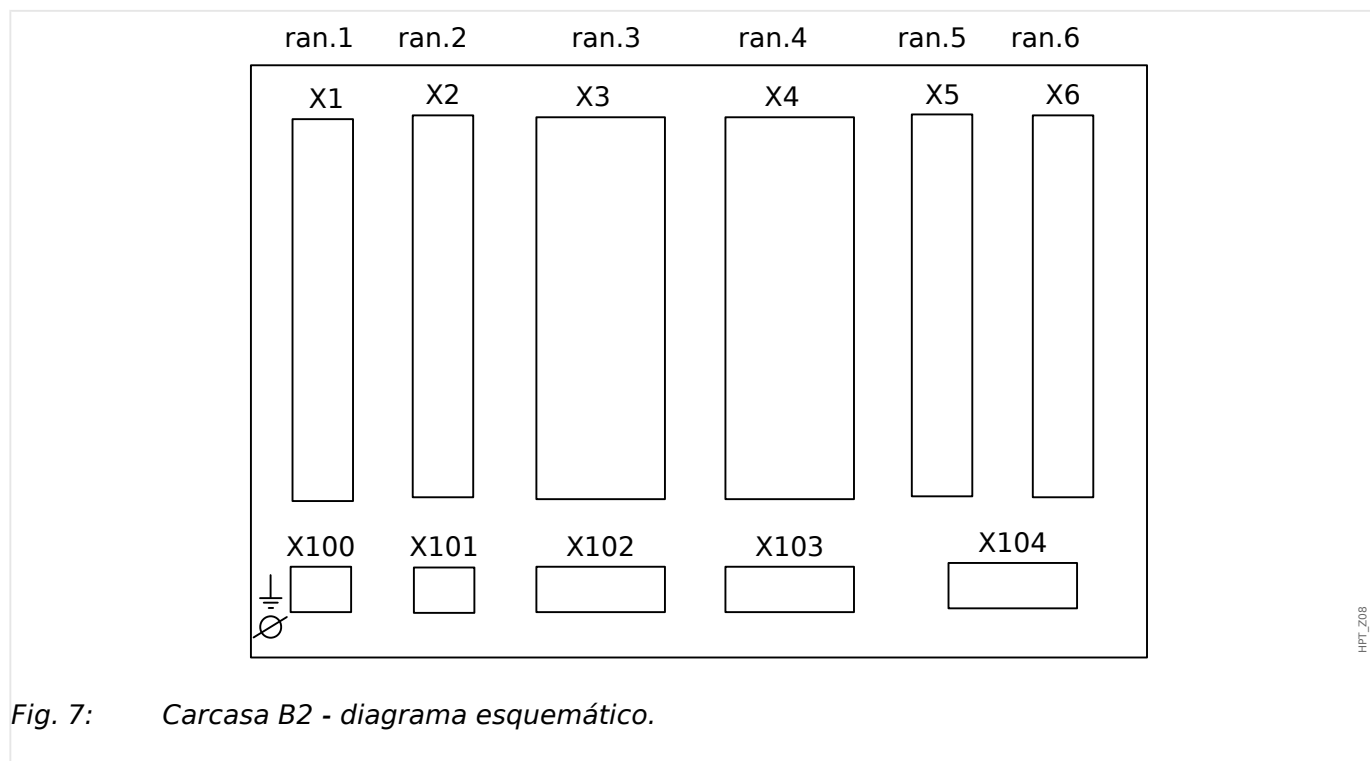 ran.1 ran.2 ran.3 ran.4 ran.5 ran.6
X1 X2 X3 X4 X5 X6
X100 X101 X102 X103 X104
HPT_Z08
Fig. 7: Carcasa B2 - diagrama esquemático.